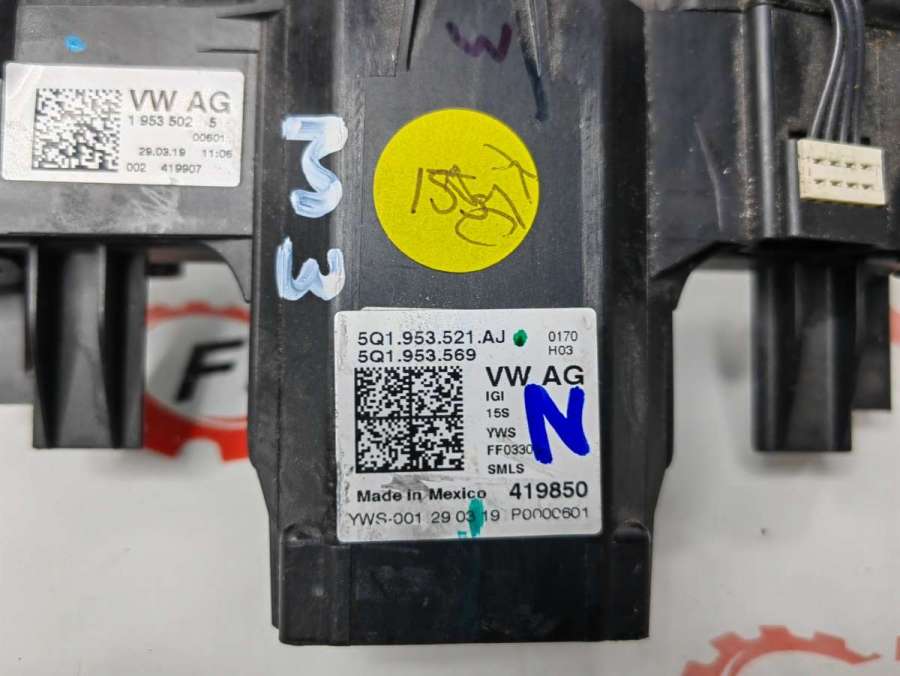 W
VW AG
1 953 502 5
00601
29.03.19 11:06
002 419907
M3
5Q1.953.521.AJ 0170
5Q1.953.569 H03
VW AG
IGI
15S
YWS
FF0330
SMLS
N
Made in Mexico 419850
YWS-001 29 03 19 P0000601
F